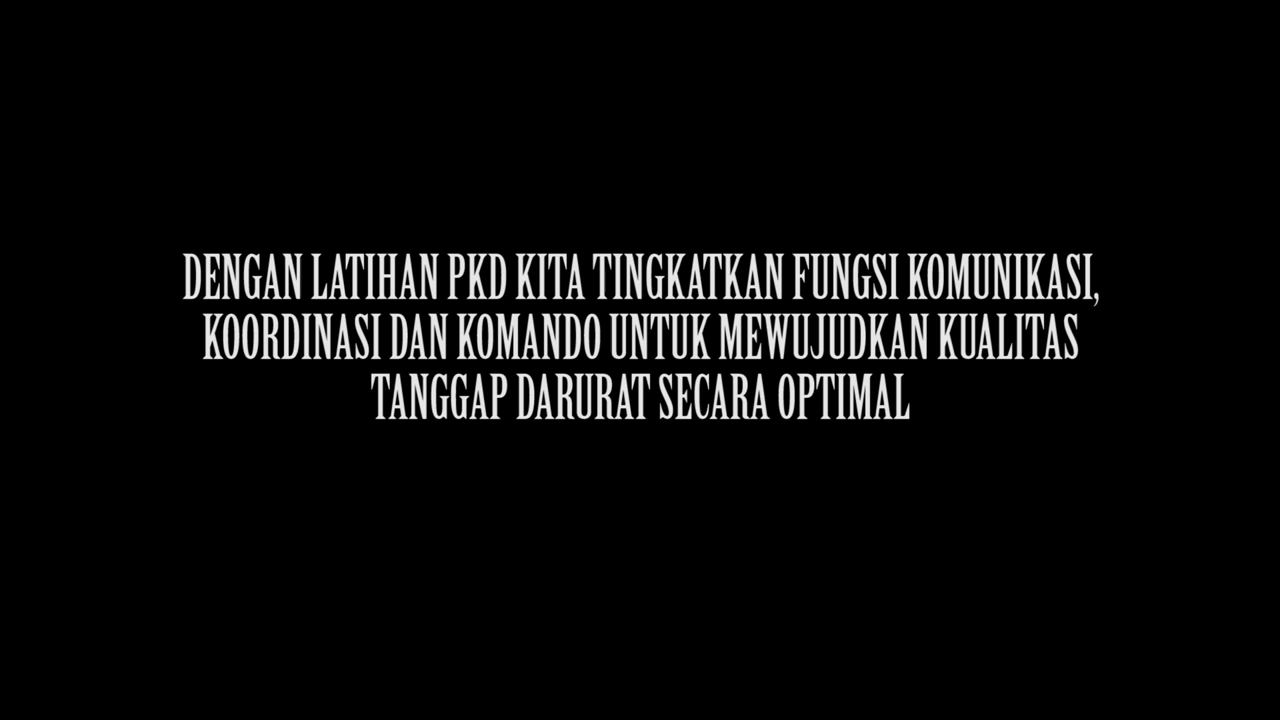 DENGAN LATIHAN PKD KITA TINGKATKAN FUNGSI KOMUNIKASI,
KOORDINASI DAN KOMANDO UNTUK MEWUJUDKAN KUALITAS
TANGGAP DARURAT SECARA OPTIMAL